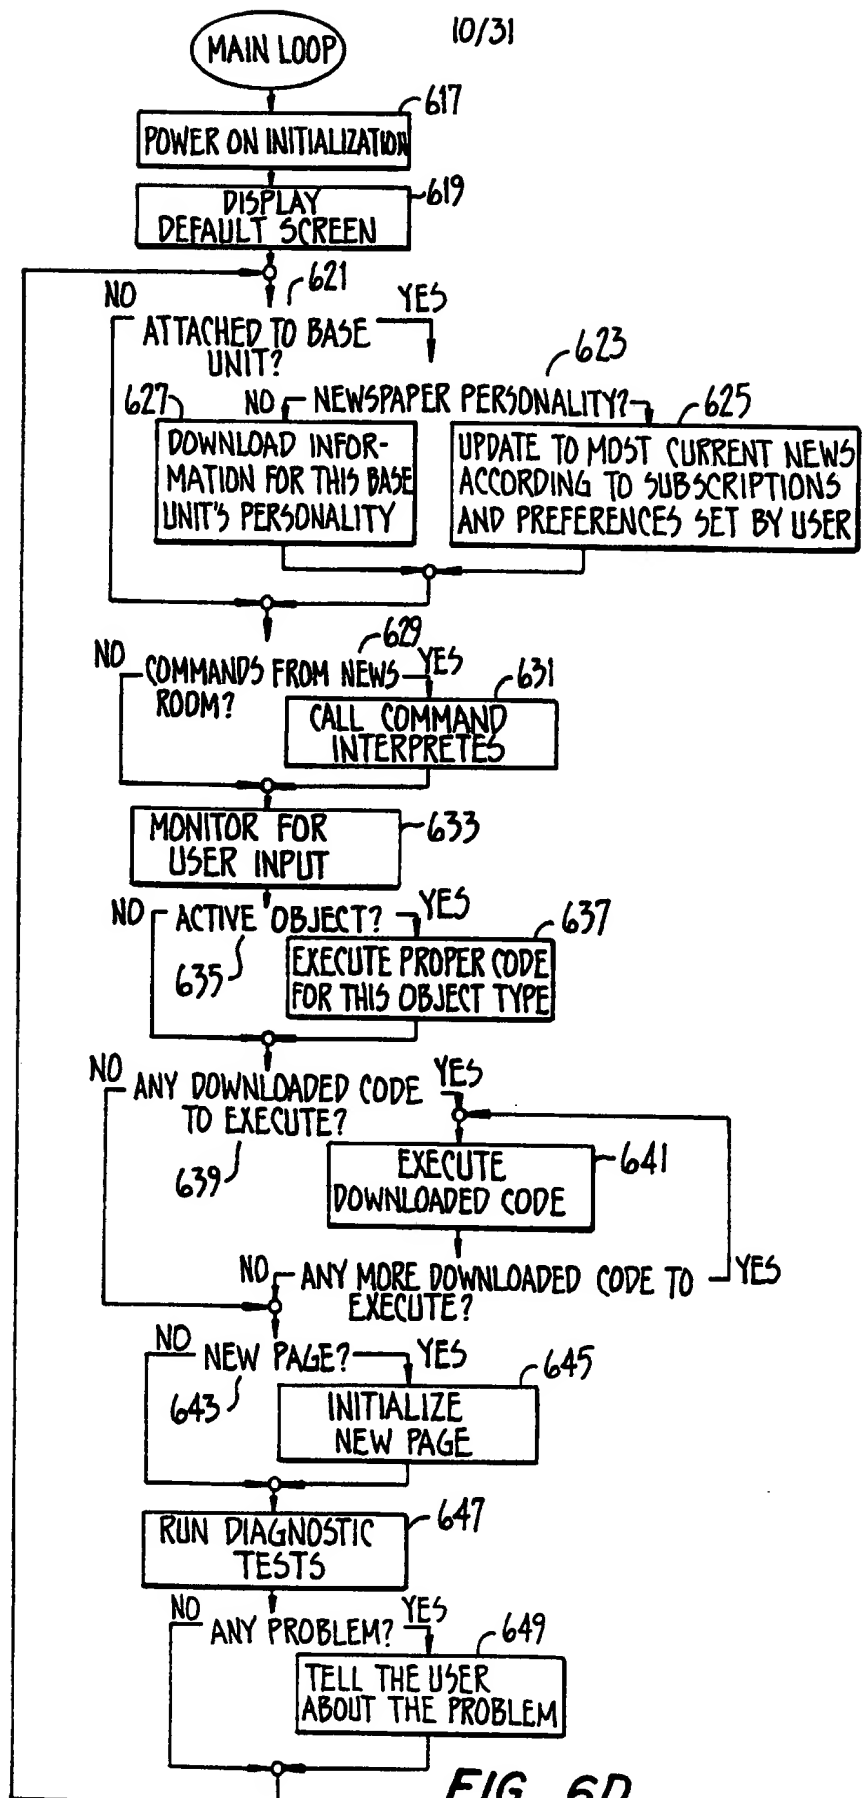 10/31
MAIN LOOP
617
POWER ON INITIALIZATION
619
DISPLAY
DEFAULT SCREEN
621
NO
YES
ATTACHED TO BASE
UNIT?
623
627
NO
NEWSPAPER PERSONALITY?
625
DOWNLOAD INFOR-
MATION FOR THIS BASE
UNIT'S PERSONALITY
UPDATE TO MOST CURRENT NEWS
ACCORDING TO SUBSCRIPTIONS
AND PREFERENCES SET BY USER
629
NO
COMMANDS FROM NEWS
ROOM?
YES
631
CALL COMMAND
INTERPRETES
MONITOR FOR
USER INPUT
633
NO
ACTIVE OBJECT?
YES
635
637
EXECUTE PROPER CODE
FOR THIS OBJECT TYPE
NO
ANY DOWNLOADED CODE
TO EXECUTE?
YES
639
EXECUTE
DOWNLOADED CODE
641
NO
ANY MORE DOWNLOADED CODE TO
EXECUTE?
YES
NO
NEW PAGE?
YES
643
645
INITIALIZE
NEW PAGE
RUN DIAGNOSTIC
TESTS
647
NO
ANY PROBLEM?
YES
649
TELL THE USER
ABOUT THE PROBLEM
FIG. 6D